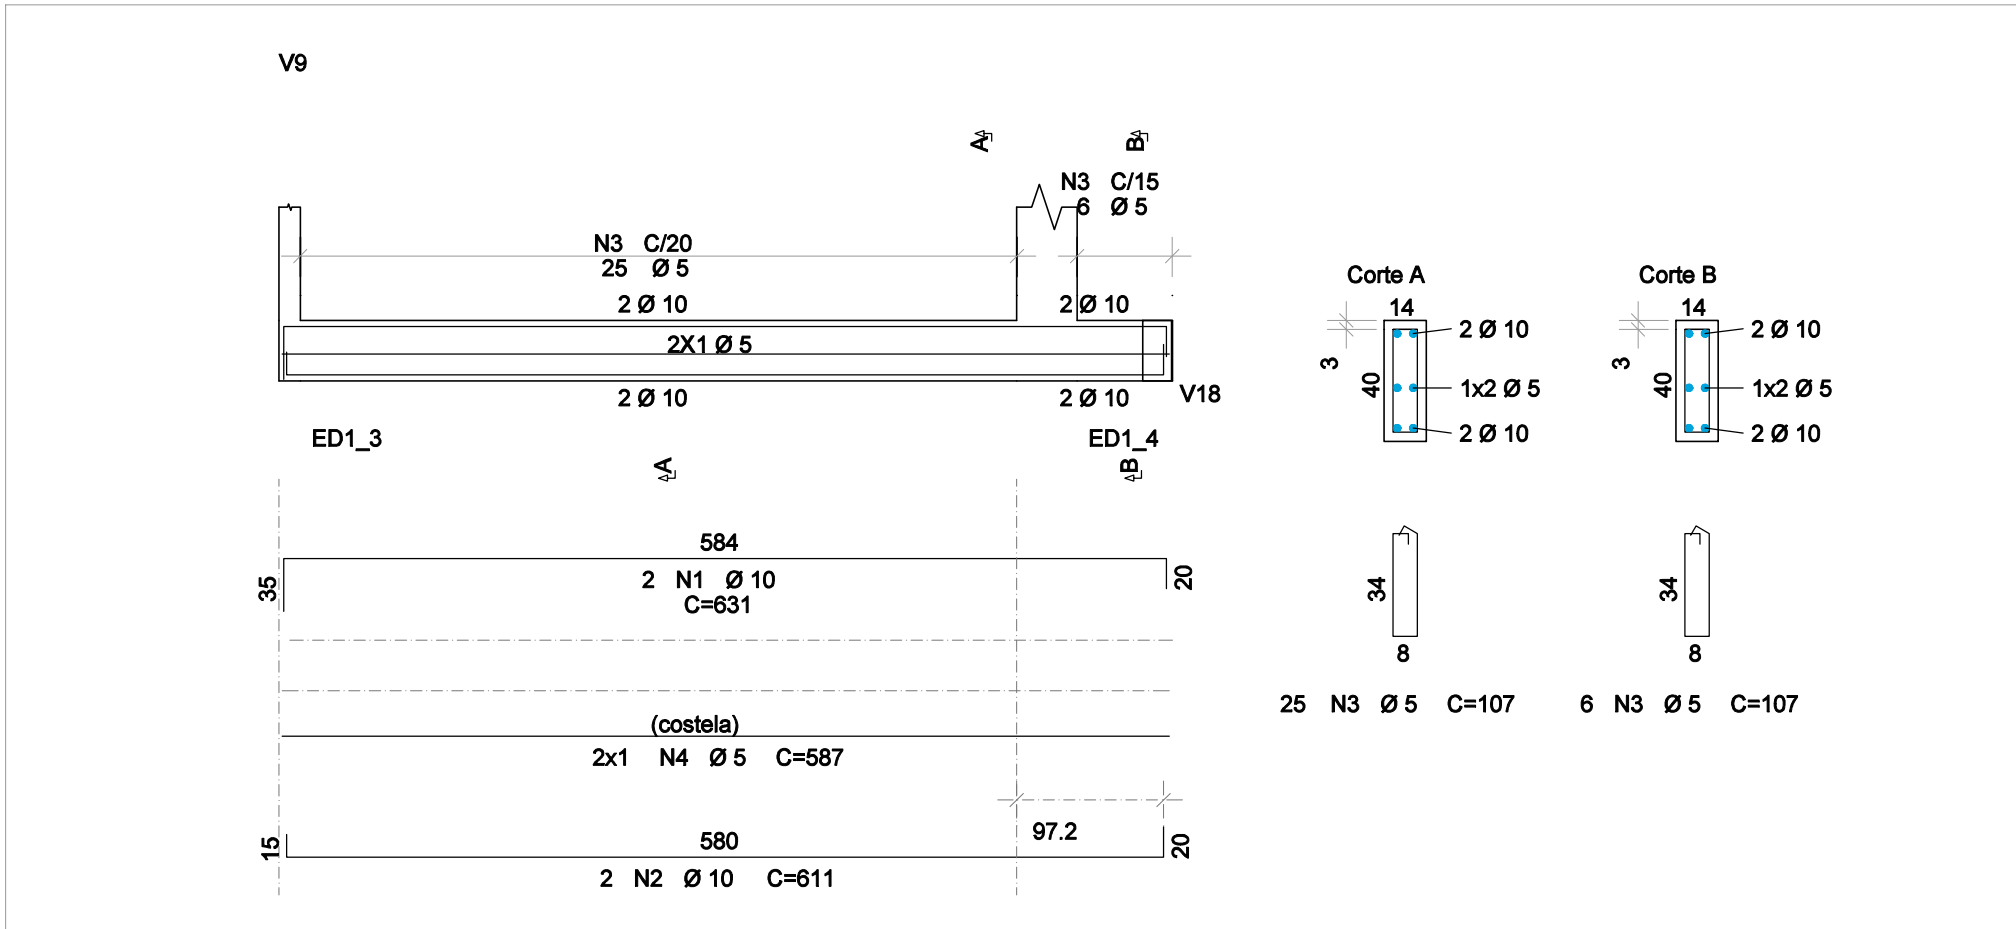 V9
A
B
N3 C/15
6 Ø 5
N3 C/20
25 Ø 5
2 Ø 10
2 Ø 10
2X1 Ø 5
2 Ø 10
2 Ø 10
V18
ED1_3
ED1_4
A
B
584
35
20
2 N1 Ø 10
C=631
(costela)
2x1 N4 Ø 5 C=587
97.2
15
580
20
2 N2 Ø 10 C=611
Corte A
14
2 Ø 10
3
40
1x2 Ø 5
2 Ø 10
34
8
25 N3 Ø 5 C=107
Corte B
14
2 Ø 10
3
40
1x2 Ø 5
2 Ø 10
34
8
6 N3 Ø 5 C=107